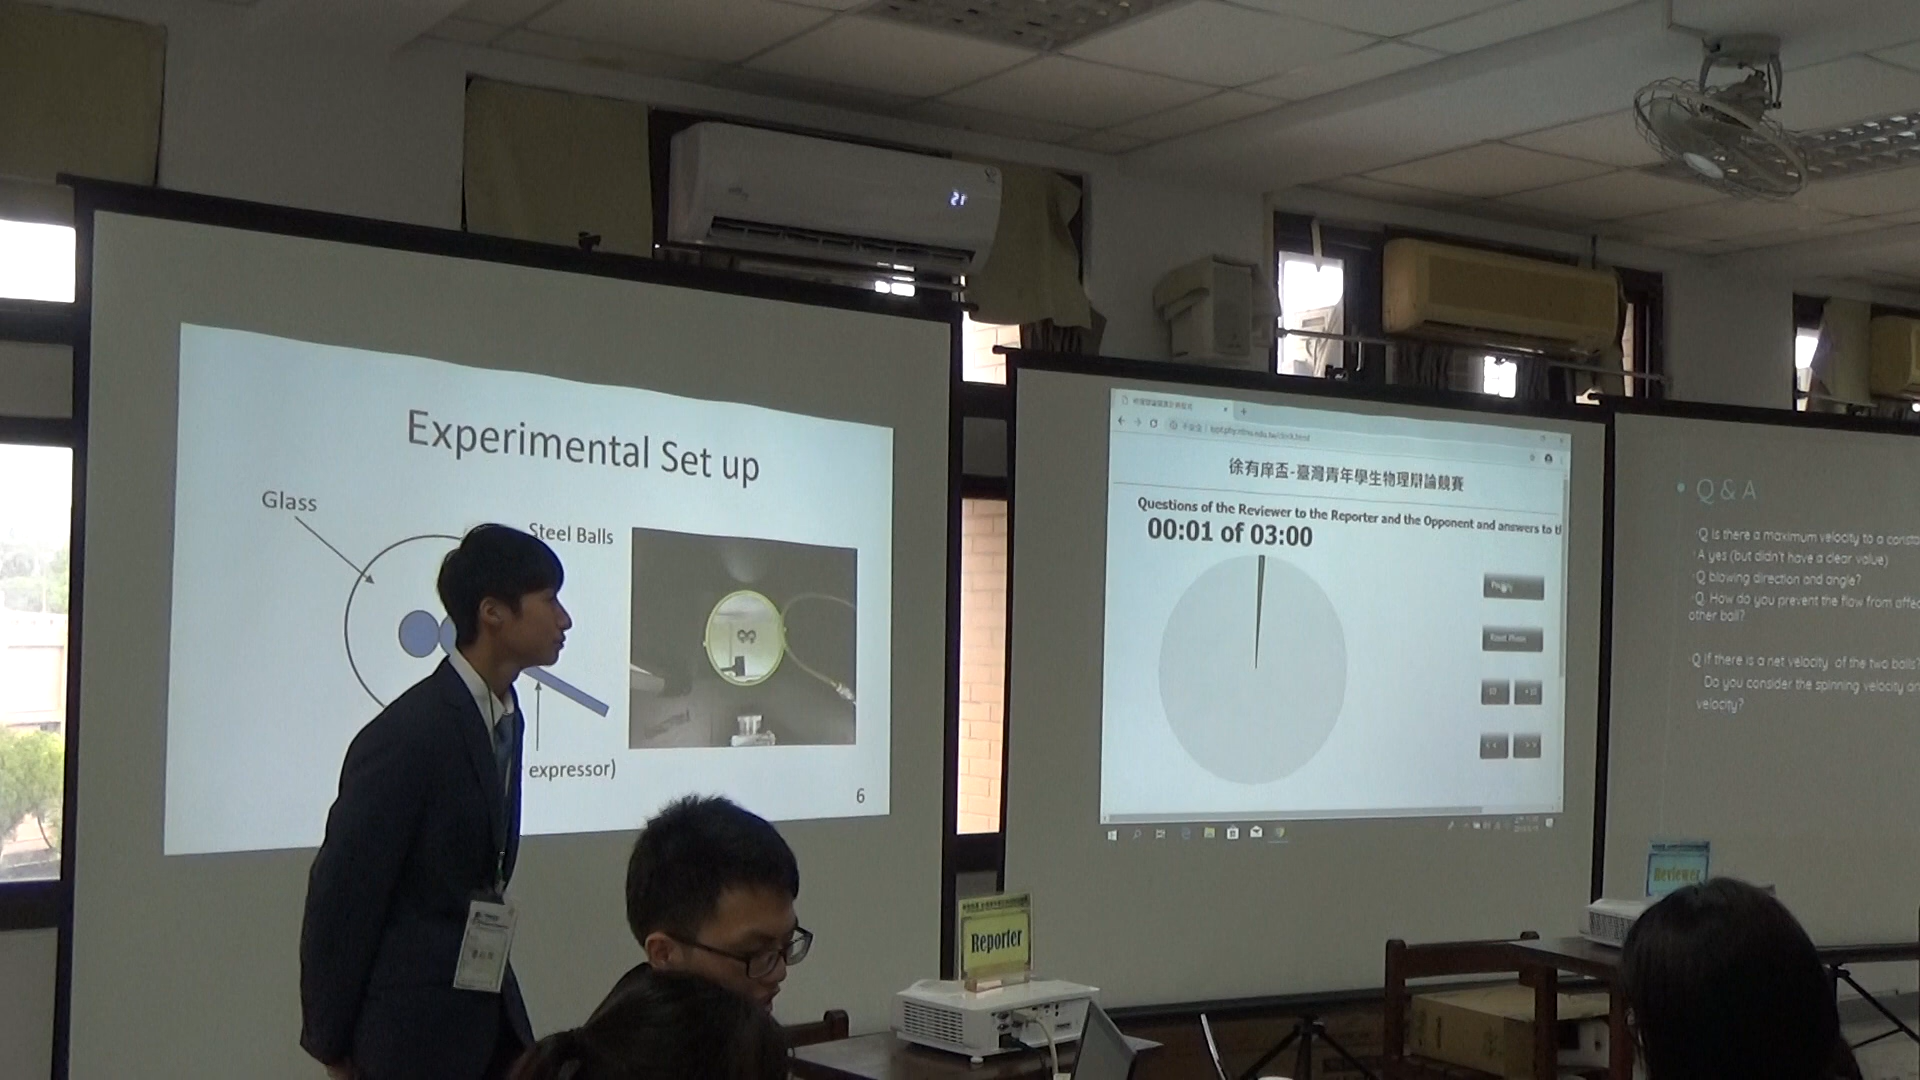 Experimental Set up
Glass
Steel Balls
expressor)
6
21
徐有庠盃-臺灣青年學生物理辯論競賽
Questions of the Reviewer to the Reporter and the Opponent and answers to t
00:01 of 03:00
Reset Phase
Reporter
Q & A
Q Is there a maximum velocity to a consta
A yes (but didn't have a clear value)
Q blowing direction and angle?
Q. How do you prevent the flow from affec
other ball?
Q If there is a net velocity of the two balls?
Do you consider the spinning velocity an
velocity?
Reviewer